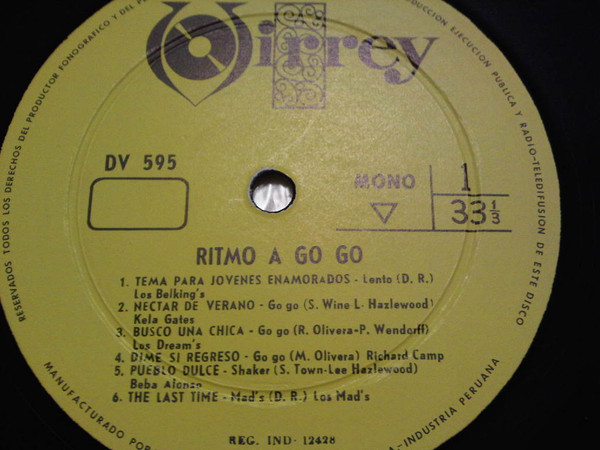 Virrey
RESERVADOS TODOS LOS DERECHOS DEL PRODUCTOR FONOGRAFICO Y DEL
EJECUCION PUBLICA Y RADIO-TELEDIFUSION DE ESTE DISCO
DV 595
MONO
1
33 1/3
RITMO A GO GO
1. TEMA PARA JOVENES ENAMORADOS - Lento (D. R.)
Los Belking's
2. NECTAR DE VERANO - Go go (S. Wine L. Hazlewood)
Kela Gates
3. BUSCO UNA CHICA - Go go (R. Olivera-P. Wendorff)
Los Dream's
4. DIME SI REGRESO - Go go (M. Olivera) Richard Camp
5. PUEBLO DULCE - Shaker (S. Town-Lee Hazlewood)
Beba Alonso
6. THE LAST TIME - Mad's (D. R.) Los Mad's
REG. IND. 12428
MANUFACTURADO POR
INDUSTRIA PERUANA